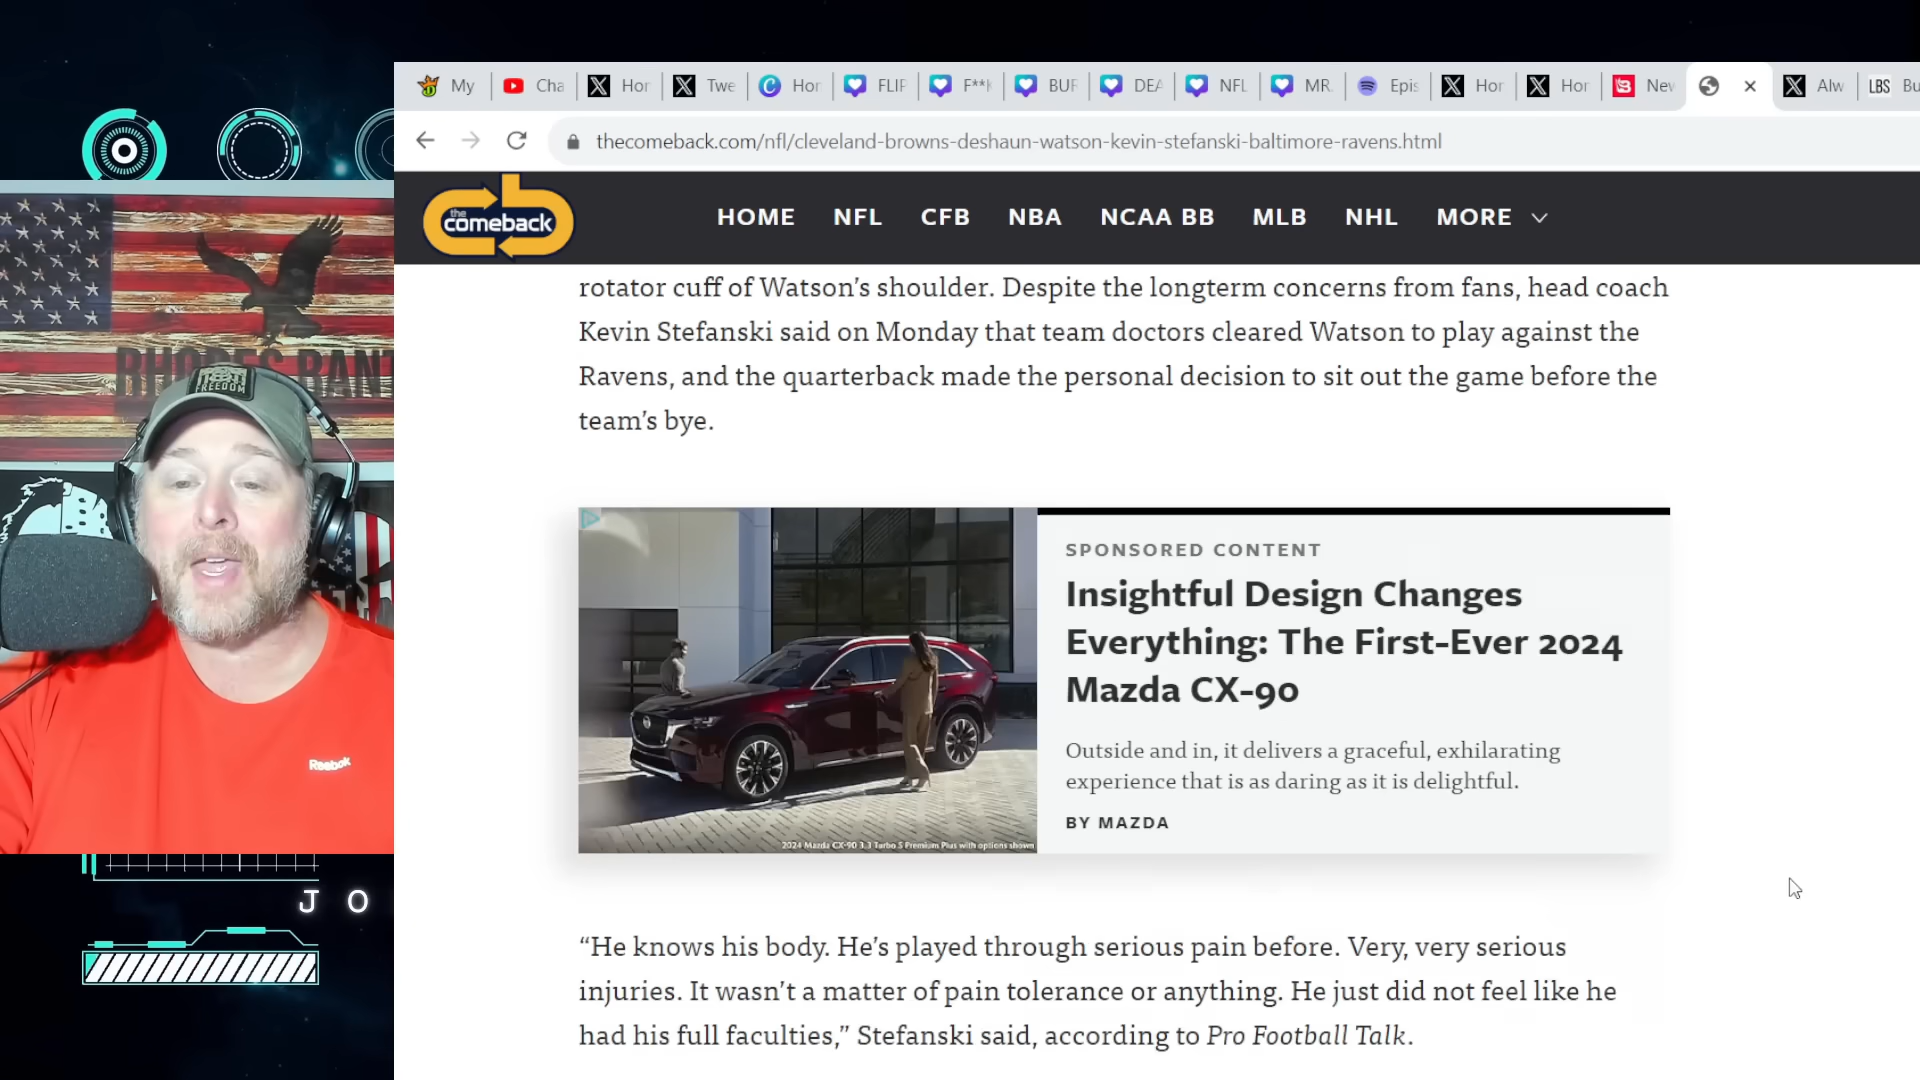 My
Cha
Hor
Twe
Hor
FLIP
F**k
BUF
DEA
NFL
MR.
Epis
Hor
Hor
Nev
Alw
LBS
Bu
thecomeback.com/nfl/cleveland-browns-deshaun-watson-kevin-stefanski-baltimore-ravens.html
the
comeback
HOME NFL CFB NBA NCAA BB MLB NHL MORE
rotator cuff of Watson’s shoulder. Despite the longterm concerns from fans, head coach
Kevin Stefanski said on Monday that team doctors cleared Watson to play against the
Ravens, and the quarterback made the personal decision to sit out the game before the
team’s bye.
SPONSORED CONTENT
Insightful Design Changes
Everything: The First-Ever 2024
Mazda CX-90
Outside and in, it delivers a graceful, exhilarating
experience that is as daring as it is delightful.
BY MAZDA
2024 Mazda CX-90 3.3 Turbo S Premium Plus with options shown
“He knows his body. He’s played through serious pain before. Very, very serious
injuries. It wasn’t a matter of pain tolerance or anything. He just did not feel like he
had his full faculties,” Stefanski said, according to Pro Football Talk.
RHODES RANT
FREEDOM
Reebok
J O